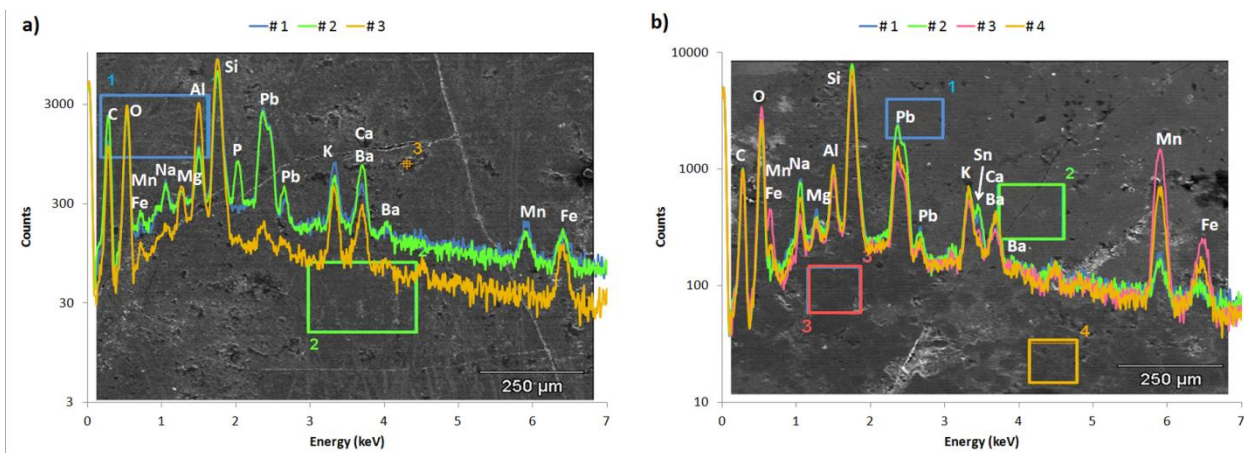 a)
#1 #2 #3
Counts
3000
300
30
3
1
C
O
Mn
Fe
Na
Mg
Al
Si
P
Pb
Pb
K
Ca
Ba
Ba
3
Mn
Fe
2
2
250 µm
0 1 2 3 4 5 6 7
Energy (keV)
b)
#1 #2 #3 #4
Counts
10000
1000
100
10
C
O
Mn
Fe
Na
Mg
Al
Si
Pb
Pb
1
K
Sn
Ca
Ba
Ba
2
Mn
Fe
3
3
4
250 µm
0 1 2 3 4 5 6 7
Energy (keV)